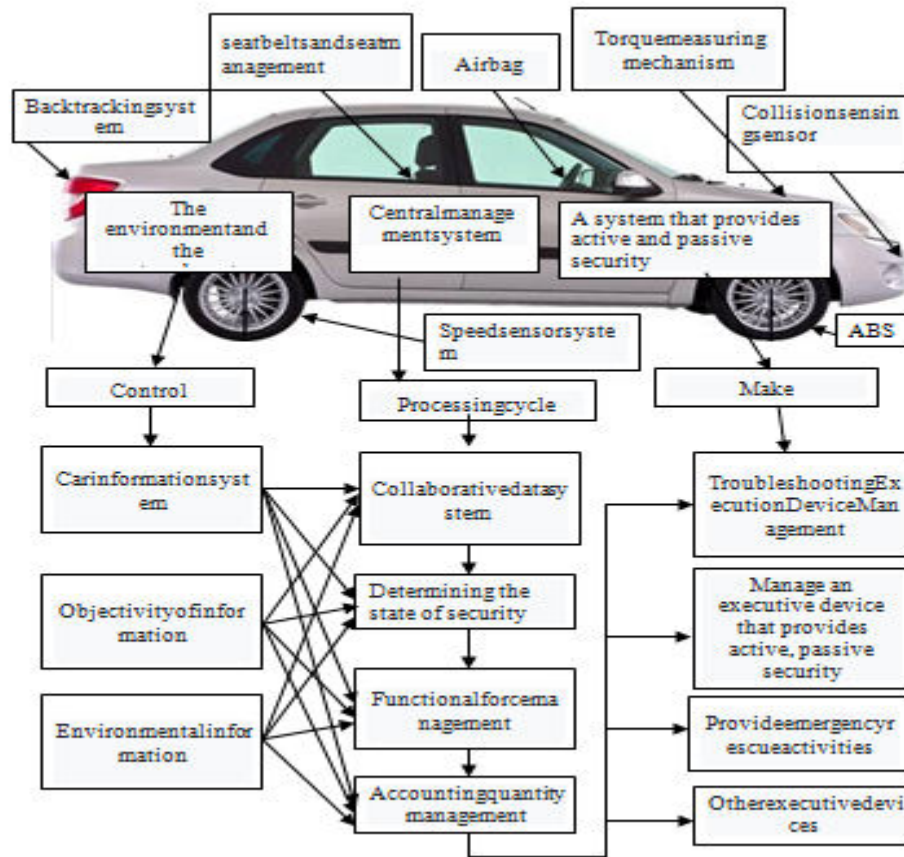 seatbeltsandseatm
anagement
Airbag
Torquemeasuring
mechanism
Backtrackingsyst
em
Collisionsensin
gsensor
The
environmentand
the
Centralmanage
mentsystem
A system that provides
active and passive
security
Speedsensorsyste
m
ABS
Control
Processingcycle
Make
Carinformationsyst
em
Collaborativedatasy
stem
TroubleshootingExe
cutionDeviceMan
agement
Objectivityofinfor
mation
Determining the
state of security
Manage an
executive device
that provides
active, passive
security
Environmentalinfor
mation
Functionalforcema
nagement
Provideemergencyr
escueactivities
Accountingquantity
management
Otherexecutivedevi
ces